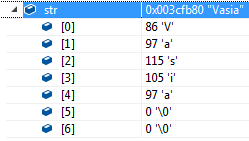 str 0x003cfb80 "Vasia"
[0] 86 'V'
[1] 97 'a'
[2] 115 's'
[3] 105 'i'
[4] 97 'a'
[5] 0 '\0'
[6] 0 '\0'